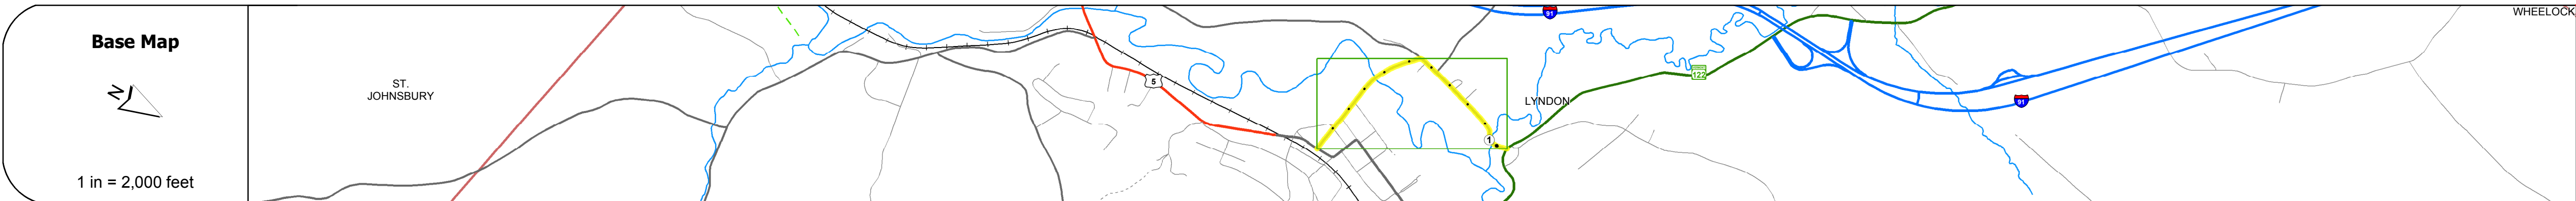 Base Map
N
1 in = 2,000 feet
ST.
JOHNSBURY
5
91
1
LYNDON
122
91
WHEELOCK